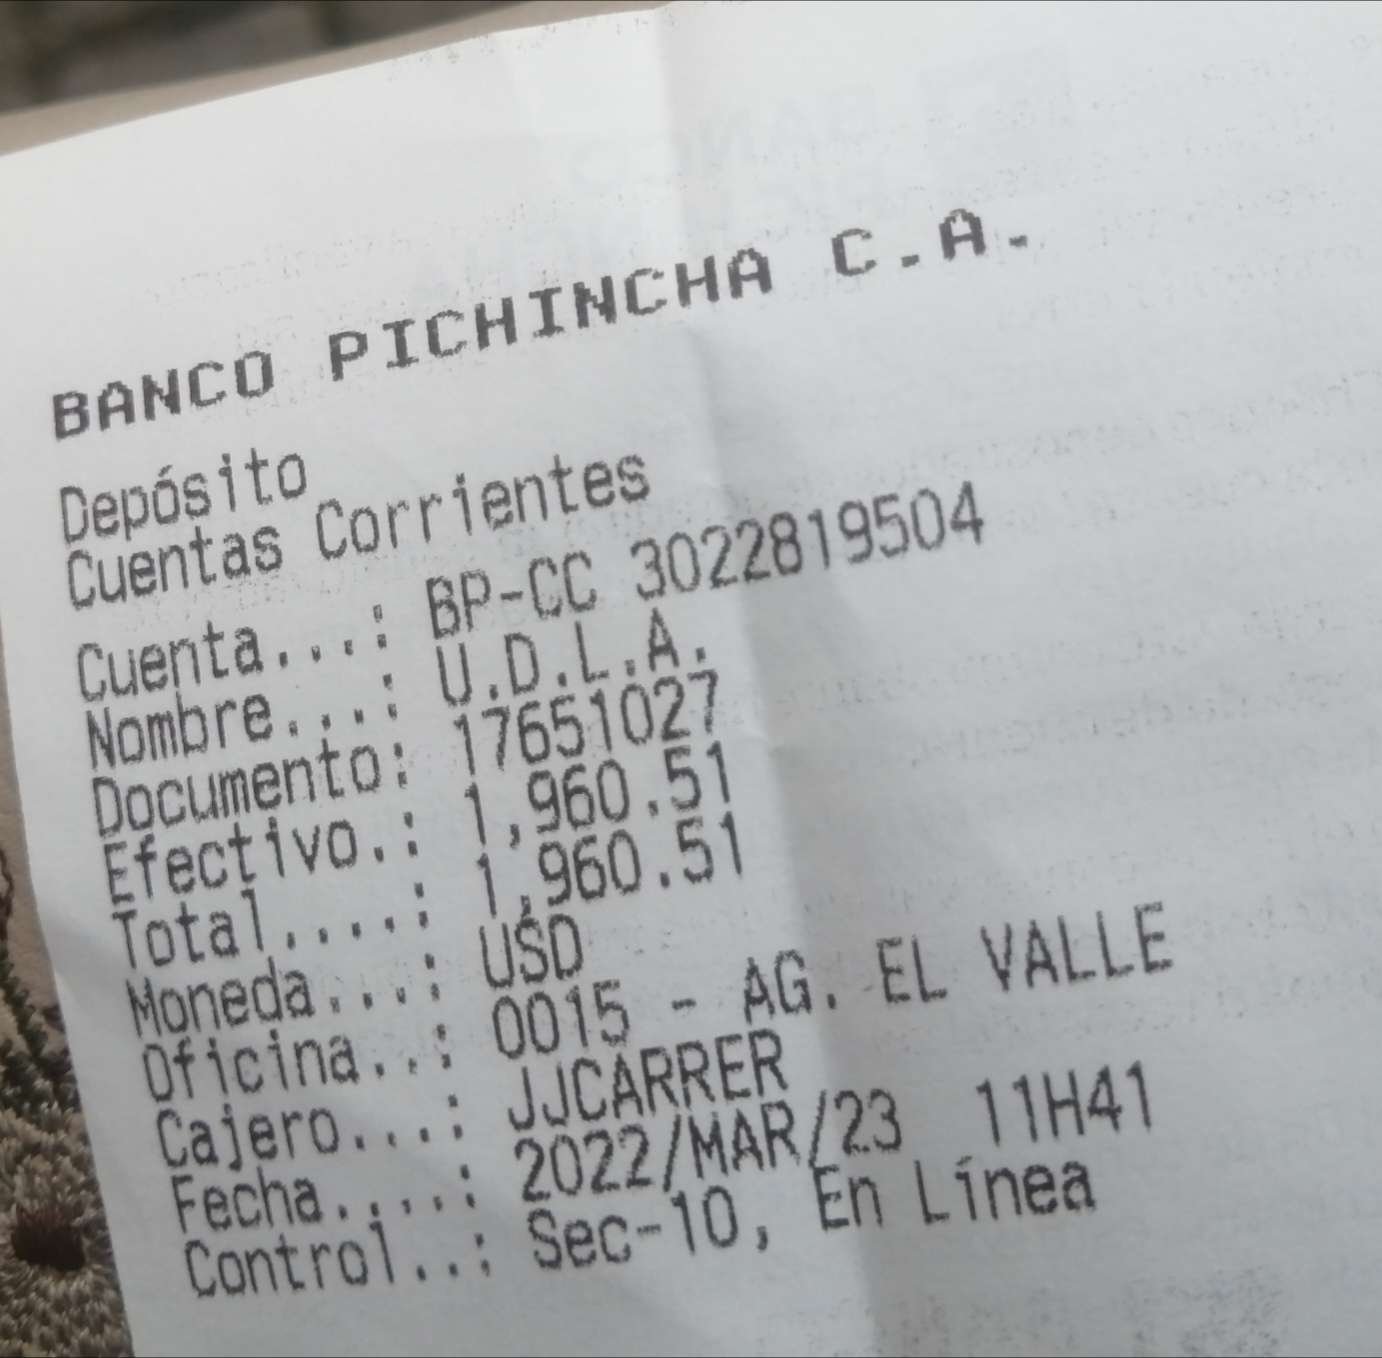 BANCO PICHINCHA C.A.
Depósito
Cuentas Corrientes
Cuenta...: BP-CC 3022819504
Nombre...: U.D.L.A.
Documento: 17651027
Efectivo.: 1,960.51
Total....: 1,960.51
Moneda...: USD
Oficina..: 0015 - AG. EL VALLE
Cajero...: JJCARRER
Fecha....: 2022/MAR/23 11H41
Control..: Sec-10, En Línea